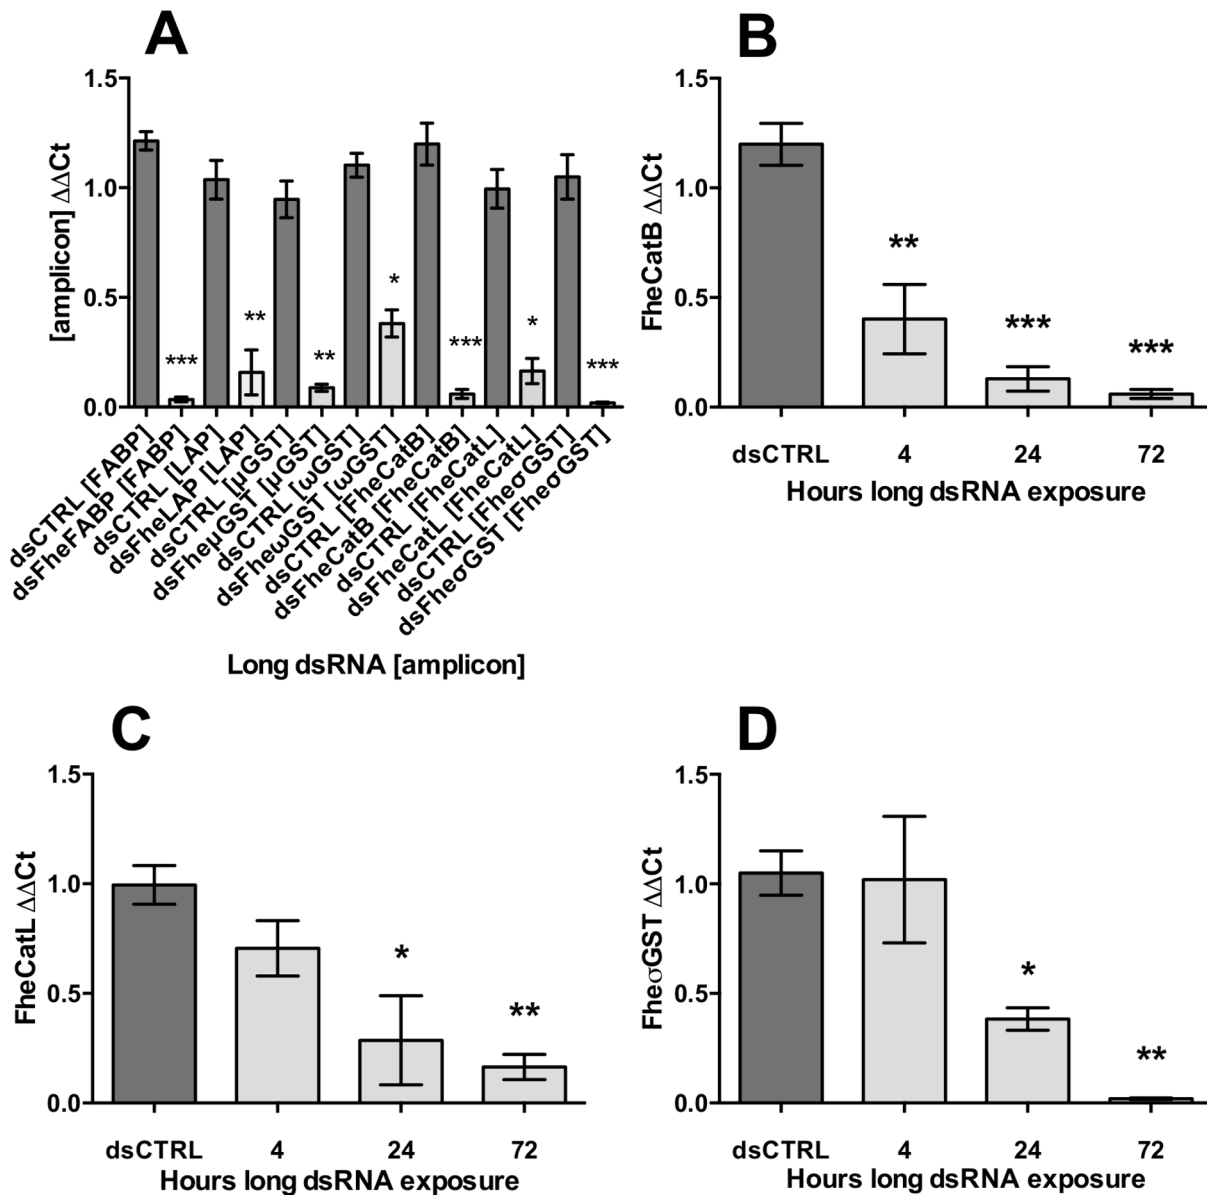 A
[amplicon] ΔΔCt
1.5
1.0
0.5
0.0
***
**
**
*
***
*
***
dsCTRL [FABP]
dsFheFABP [FABP]
dsCTRL [LAP]
dsFheLAP [LAP]
dsCTRL [μGST]
dsFheμGST [μGST]
dsCTRL [ωGST]
dsFheωGST [ωGST]
dsCTRL [FheCatB]
dsFheCatB [FheCatB]
dsCTRL [FheCatL]
dsFheCatL [FheCatL]
dsCTRL [FheσGST]
dsFheσGST [FheσGST]
Long dsRNA [amplicon]
B
FheCatB ΔΔCt
1.5
1.0
0.5
0.0
**
***
***
dsCTRL 4 24 72
Hours long dsRNA exposure
C
FheCatL ΔΔCt
1.5
1.0
0.5
0.0
*
**
dsCTRL 4 24 72
Hours long dsRNA exposure
D
FheσGST ΔΔCt
1.5
1.0
0.5
0.0
*
**
dsCTRL 4 24 72
Hours long dsRNA exposure